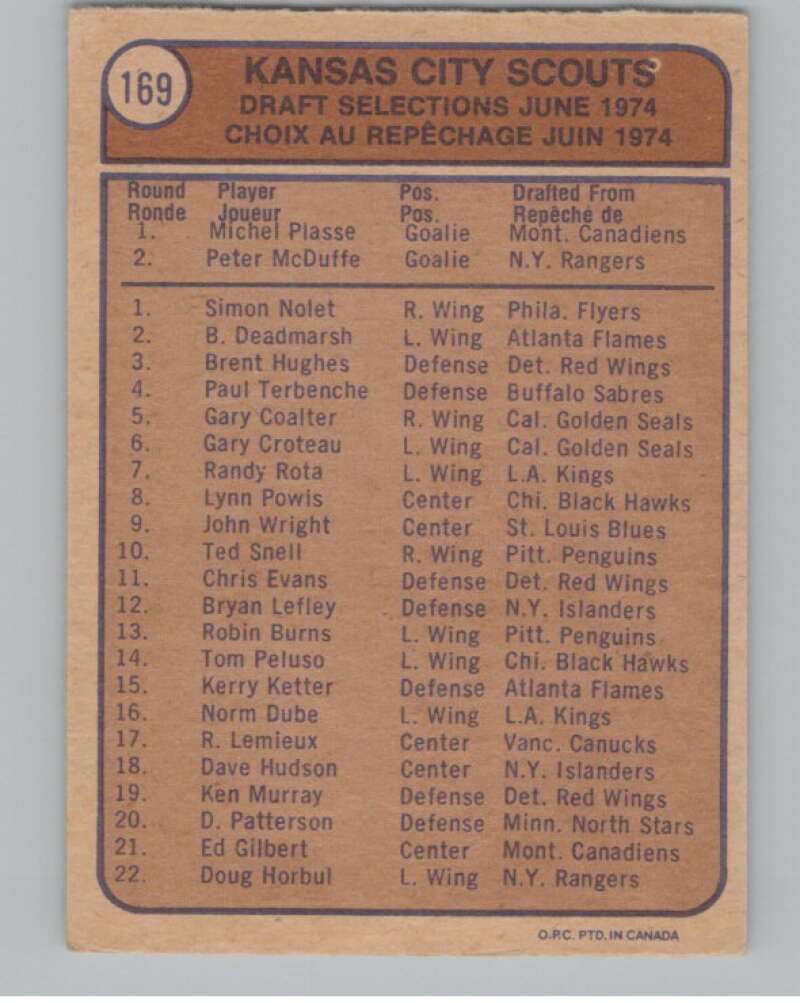 169
KANSAS CITY SCOUTS
DRAFT SELECTIONS JUNE 1974
CHOIX AU REPÊCHAGE JUIN 1974
Round Player Pos. Drafted From
Ronde Joueur Pos. Repêché de
1. Michel Plasse Goalie Mont. Canadiens
2. Peter McDuffe Goalie N.Y. Rangers
1. Simon Nolet R. Wing Phila. Flyers
2. B. Deadmarsh L. Wing Atlanta Flames
3. Brent Hughes Defense Det. Red Wings
4. Paul Terbenche Defense Buffalo Sabres
5. Gary Coalter R. Wing Cal. Golden Seals
6. Gary Croteau L. Wing Cal. Golden Seals
7. Randy Rota L. Wing L.A. Kings
8. Lynn Powis Center Chi. Black Hawks
9. John Wright Center St. Louis Blues
10. Ted Snell R. Wing Pitt. Penguins
11. Chris Evans Defense Det. Red Wings
12. Bryan Lefley Defense N.Y. Islanders
13. Robin Burns L. Wing Pitt. Penguins
14. Tom Peluso L. Wing Chi. Black Hawks
15. Kerry Ketter Defense Atlanta Flames
16. Norm Dube L. Wing L.A. Kings
17. R. Lemieux Center Vanc. Canucks
18. Dave Hudson Center N.Y. Islanders
19. Ken Murray Defense Det. Red Wings
20. D. Patterson Defense Minn. North Stars
21. Ed Gilbert Center Mont. Canadiens
22. Doug Horbul L. Wing N.Y. Rangers
O.P.C. PTD. IN CANADA